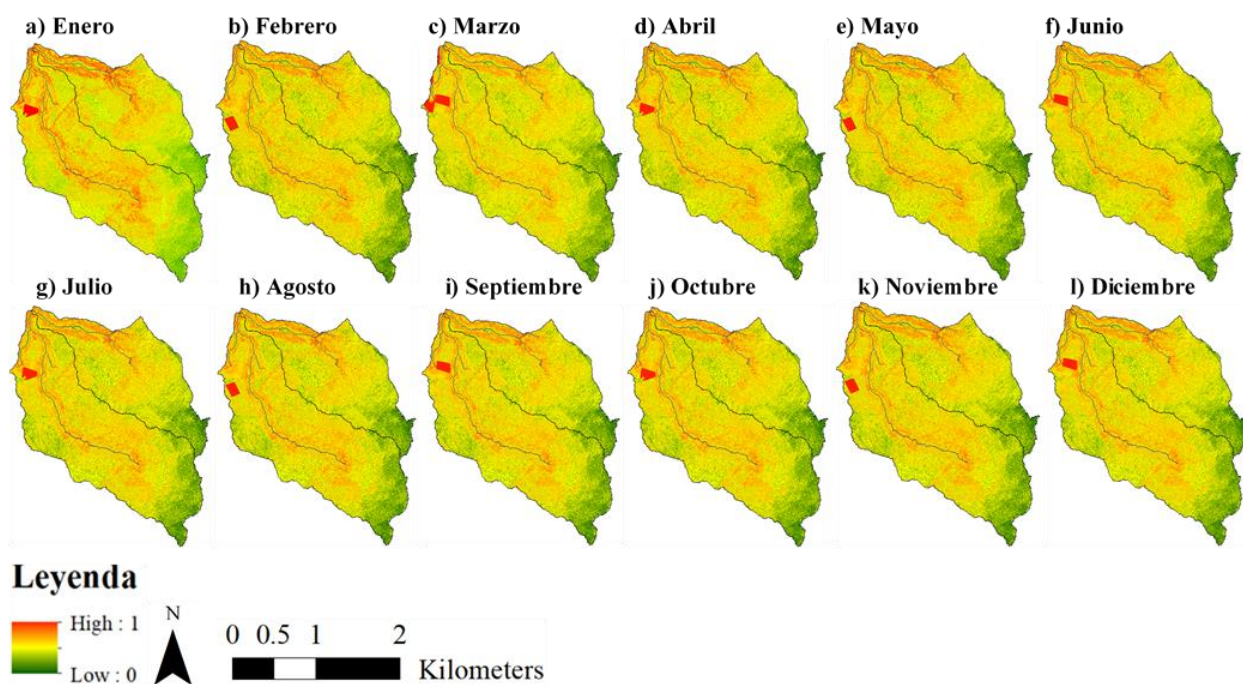 a) Enero
b) Febrero
c) Marzo
d) Abril
e) Mayo
f) Junio
g) Julio
h) Agosto
i) Septiembre
j) Octubre
k) Noviembre
l) Diciembre
Leyenda
High : 1
Low : 0
N
0 0.5 1 2
Kilometers